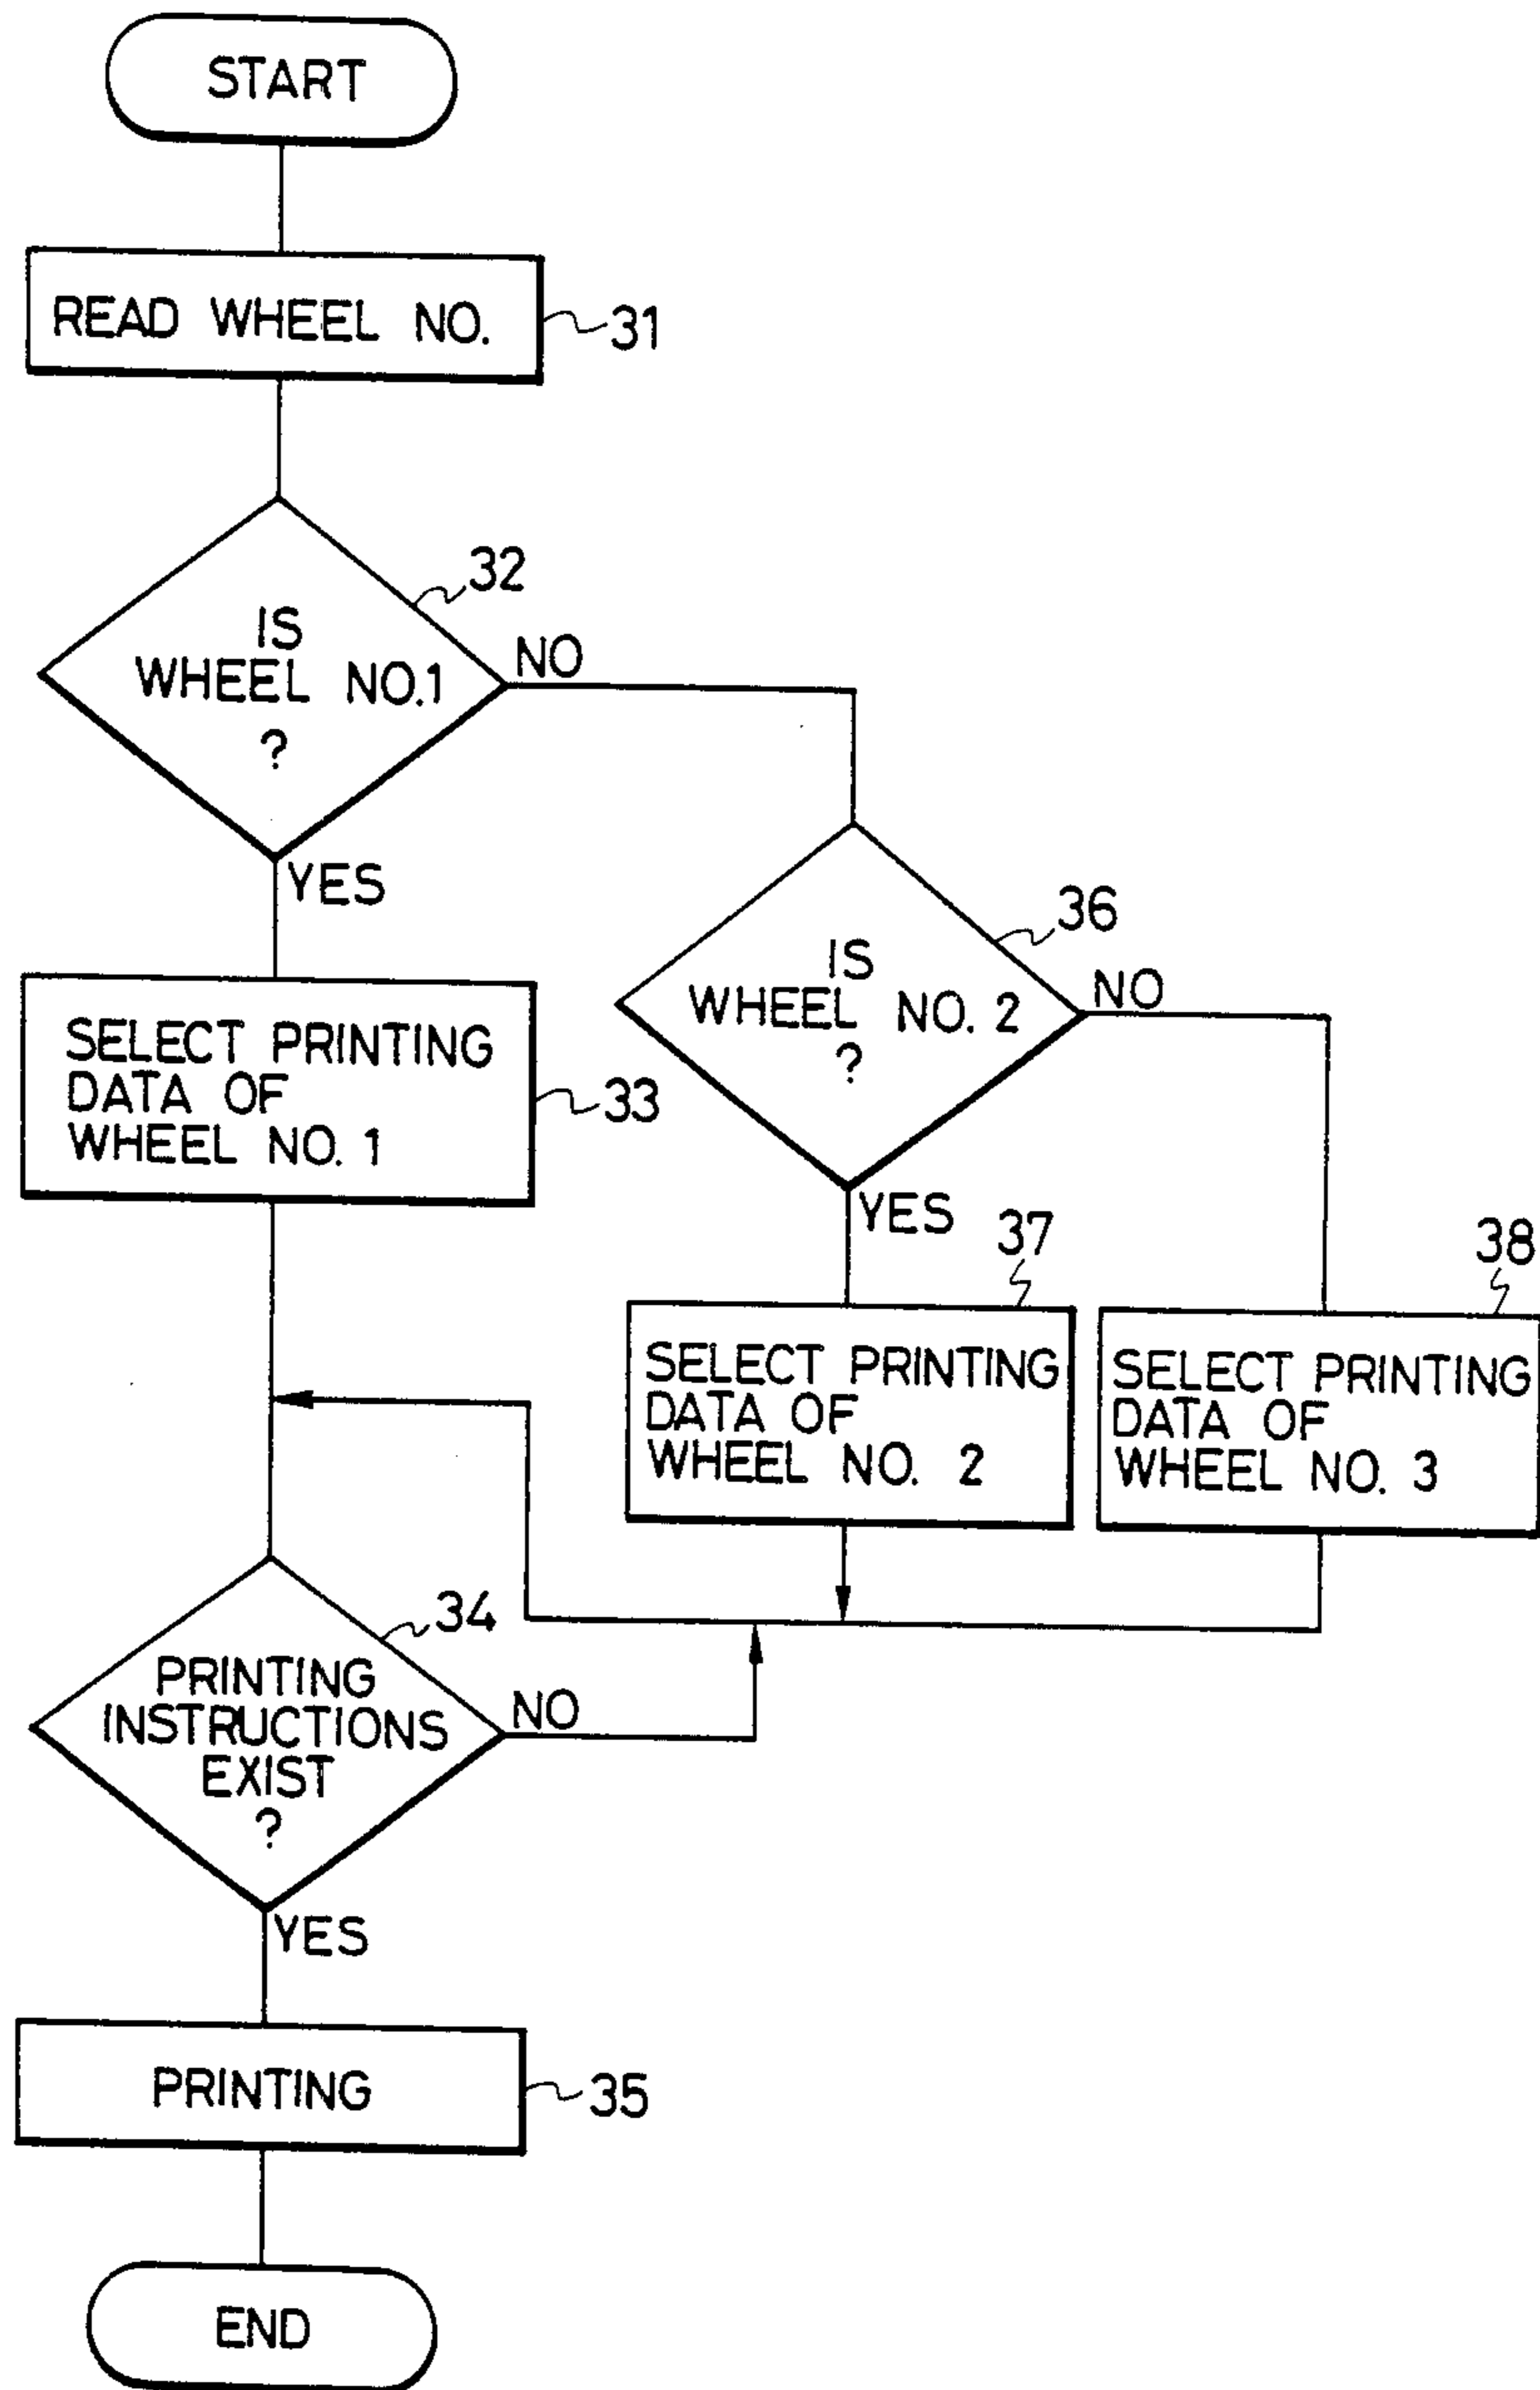 START
READ WHEEL NO.
31
32
IS
WHEEL NO.1
?
NO
YES
SELECT PRINTING
DATA OF
WHEEL NO. 1
33
36
IS
WHEEL NO. 2
?
NO
YES
37
SELECT PRINTING
DATA OF
WHEEL NO. 2
38
SELECT PRINTING
DATA OF
WHEEL NO. 3
34
PRINTING
INSTRUCTIONS
EXIST
?
NO
YES
PRINTING
35
END